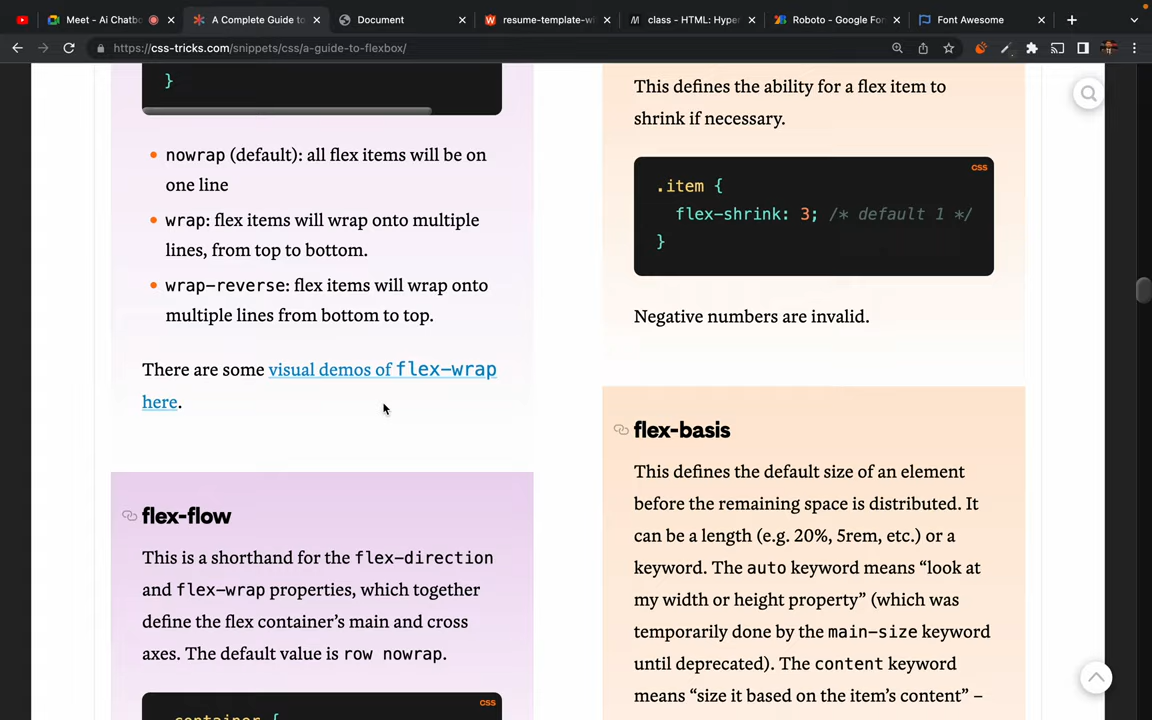 Meet - Ai Chatb
A Complete Guide to
Document
resume-template-wi
class - HTML: Hyper
Roboto - Google Fon
Font Awesome
https://css-tricks.com/snippets/css/a-guide-to-flexbox/
}
nowrap (default): all flex items will be on
one line
wrap: flex items will wrap onto multiple
lines, from top to bottom.
wrap-reverse: flex items will wrap onto
multiple lines from bottom to top.
There are some visual demos of flex-wrap
here.
flex-flow
This is a shorthand for the flex-direction
and flex-wrap properties, which together
define the flex container’s main and cross
axes. The default value is row nowrap.
css
.container {
This defines the ability for a flex item to
shrink if necessary.
css
.item {
flex-shrink: 3; /* default 1 */
}
Negative numbers are invalid.
flex-basis
This defines the default size of an element
before the remaining space is distributed. It
can be a length (e.g. 20%, 5rem, etc.) or a
keyword. The auto keyword means “look at
my width or height property” (which was
temporarily done by the main-size keyword
until deprecated). The content keyword
means “size it based on the item’s content” –